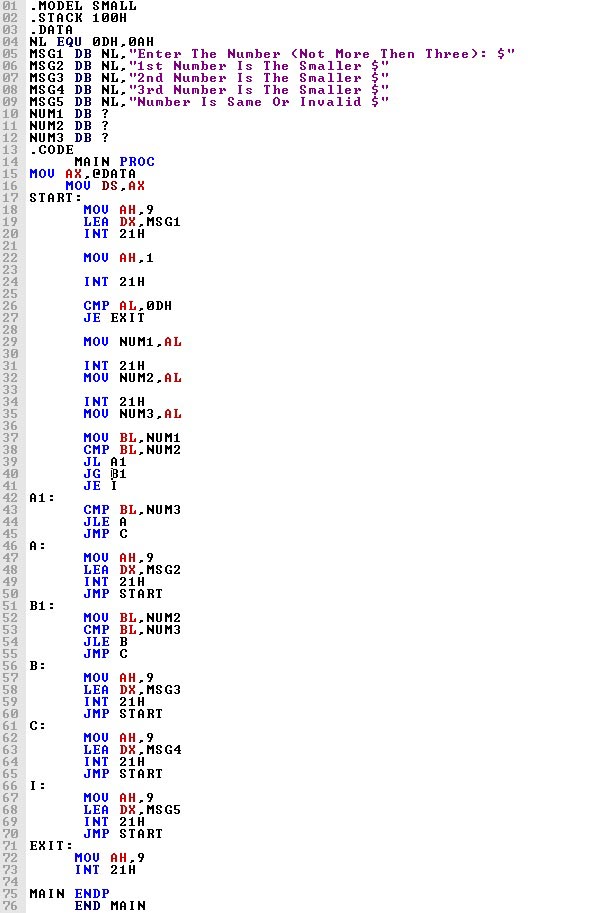 01 .MODEL SMALL
02 .STACK 100H
03 .DATA
04 NL EQU 0DH,0AH
05 MSG1 DB NL,"Enter The Number (Not More Then Three): $"
06 MSG2 DB NL,"1st Number Is The Smaller $"
07 MSG3 DB NL,"2nd Number Is The Smaller $"
08 MSG4 DB NL,"3rd Number Is The Smaller $"
09 MSG5 DB NL,"Number Is Same Or Invalid $"
10 NUM1 DB ?
11 NUM2 DB ?
12 NUM3 DB ?
13 .CODE
14 MAIN PROC
15 MOV AX,@DATA
16 MOV DS,AX
17 START:
18 MOV AH,9
19 LEA DX,MSG1
20 INT 21H
21
22 MOV AH,1
23
24 INT 21H
25
26 CMP AL,0DH
27 JE EXIT
28
29 MOV NUM1,AL
30
31 INT 21H
32 MOV NUM2,AL
33
34 INT 21H
35 MOV NUM3,AL
36
37 MOV BL,NUM1
38 CMP BL,NUM2
39 JL A1
40 JG B1
41 JE I
42 A1:
43 CMP BL,NUM3
44 JLE A
45 JMP C
46 A:
47 MOV AH,9
48 LEA DX,MSG2
49 INT 21H
50 JMP START
51 B1:
52 MOV BL,NUM2
53 CMP BL,NUM3
54 JLE B
55 JMP C
56 B:
57 MOV AH,9
58 LEA DX,MSG3
59 INT 21H
60 JMP START
61 C:
62 MOV AH,9
63 LEA DX,MSG4
64 INT 21H
65 JMP START
66 I:
67 MOV AH,9
68 LEA DX,MSG5
69 INT 21H
70 JMP START
71 EXIT:
72 MOV AH,9
73 INT 21H
74
75 MAIN ENDP
76 END MAIN